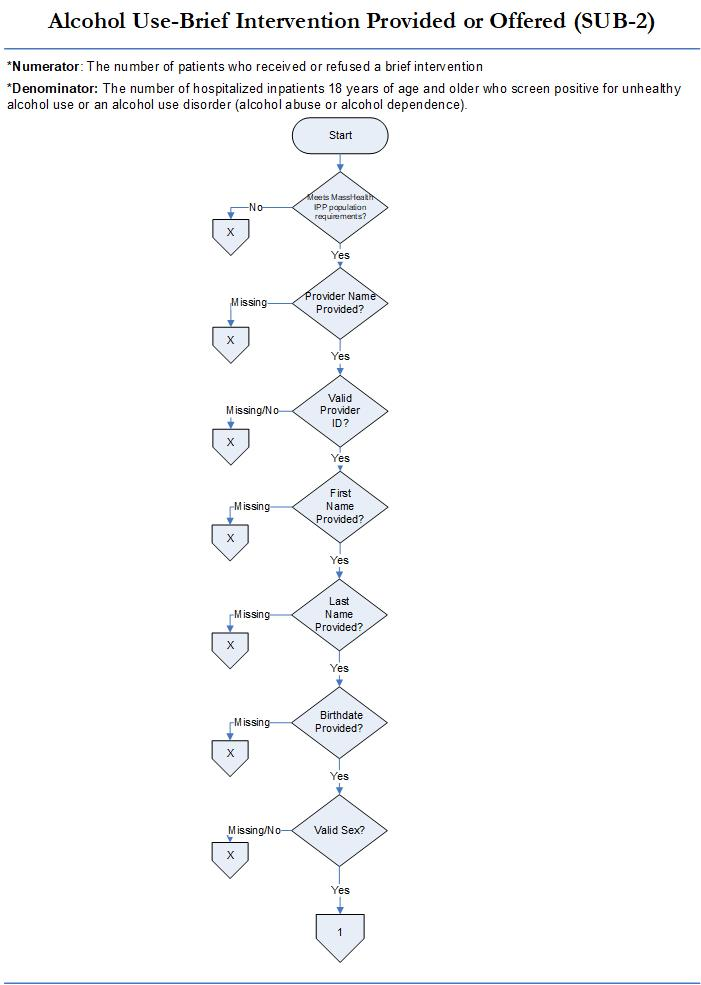 Alcohol Use-Brief Intervention Provided or Offered (SUB-2)
*Numerator: The number of patients who received or refused a brief intervention
*Denominator: The number of hospitalized inpatients 18 years of age and older who screen positive for unhealthy
alcohol use or an alcohol use disorder (alcohol abuse or alcohol dependence).
Start
Meets MassHealth
IPP population
requirements?
No
X
Yes
Provider Name
Provided?
Missing
X
Yes
Valid
Provider
ID?
Missing/No
X
Yes
First
Name
Provided?
Missing
X
Yes
Last
Name
Provided?
Missing
X
Yes
Birthdate
Provided?
Missing
X
Yes
Valid Sex?
Missing/No
X
Yes
1